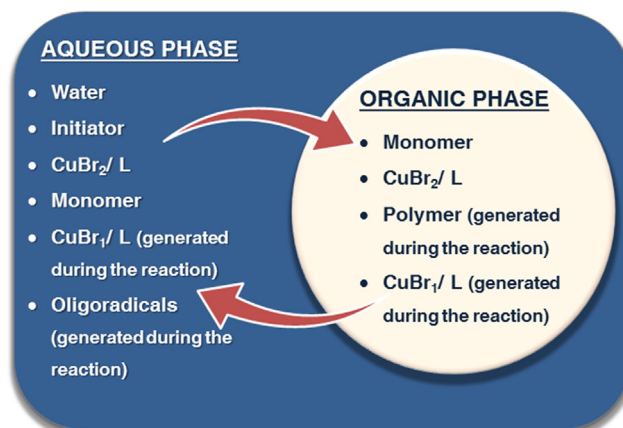 AQUEOUS PHASE
• Water
• Initiator
• CuBr₂/ L
• Monomer
• CuBr₁/ L (generated
during the reaction)
• Oligoradicals
(generated during the
reaction)
ORGANIC PHASE
• Monomer
• CuBr₂/ L
• Polymer (generated
during the reaction)
• CuBr₁/ L (generated
during the reaction)